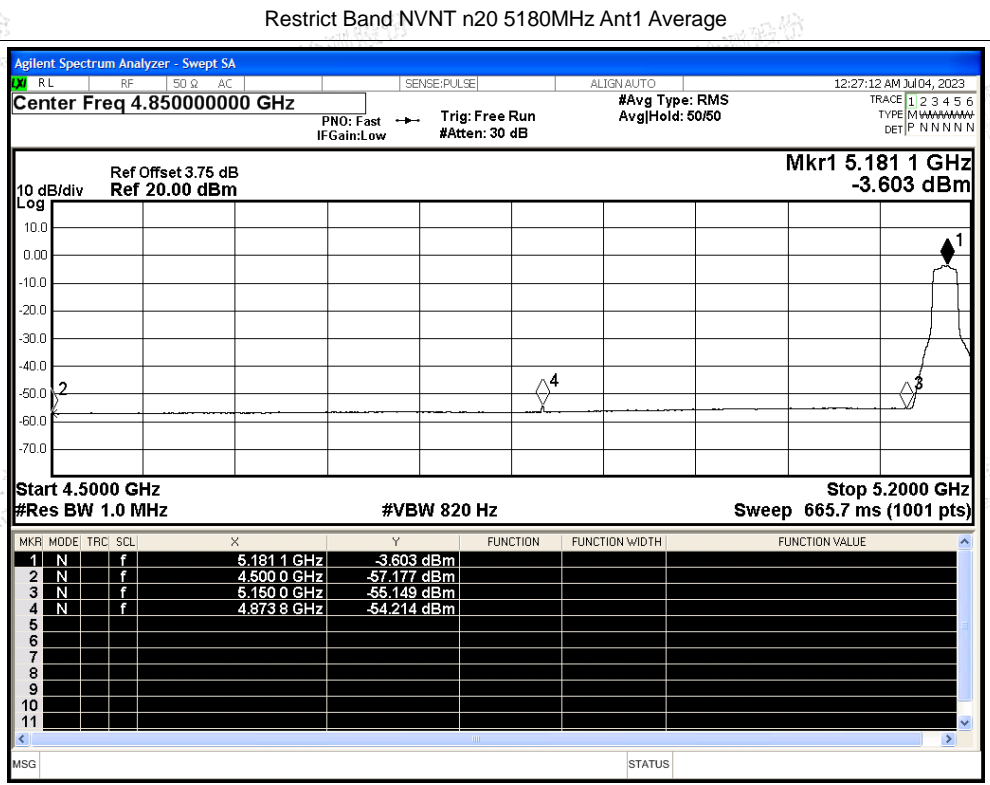 Restrict Band NVNT n20 5180MHz Ant1 Average
Agilent Spectrum Analyzer - Swept SA
LXI RL RF 50 Ω AC SENSE:PULSE ALIGN AUTO 12:27:12 AM Jul 04, 2023
Center Freq 4.850000000 GHz #Avg Type: RMS TRACE 1 2 3 4 5 6
PNO: Fast Trig: Free Run Avg|Hold: 50/50 TYPE M WWWWW
IFGain:Low #Atten: 30 dB DET P N N N N N
Mkr1 5.181 1 GHz
Ref Offset 3.75 dB
10 dB/div Ref 20.00 dBm -3.603 dBm
Log
10.0
0.00
-10.0
-20.0
-30.0
-40.0
-50.0
-60.0
-70.0
1
2
4
3
Start 4.5000 GHz Stop 5.2000 GHz
#Res BW 1.0 MHz #VBW 820 Hz Sweep 665.7 ms (1001 pts)
MKR MODE TRC SCL X Y FUNCTION FUNCTION WIDTH FUNCTION VALUE
1 N f 5.181 1 GHz -3.603 dBm
2 N f 4.500 0 GHz -57.177 dBm
3 N f 5.150 0 GHz -55.149 dBm
4 N f 4.873 8 GHz -54.214 dBm
5
6
7
8
9
10
11
MSG STATUS